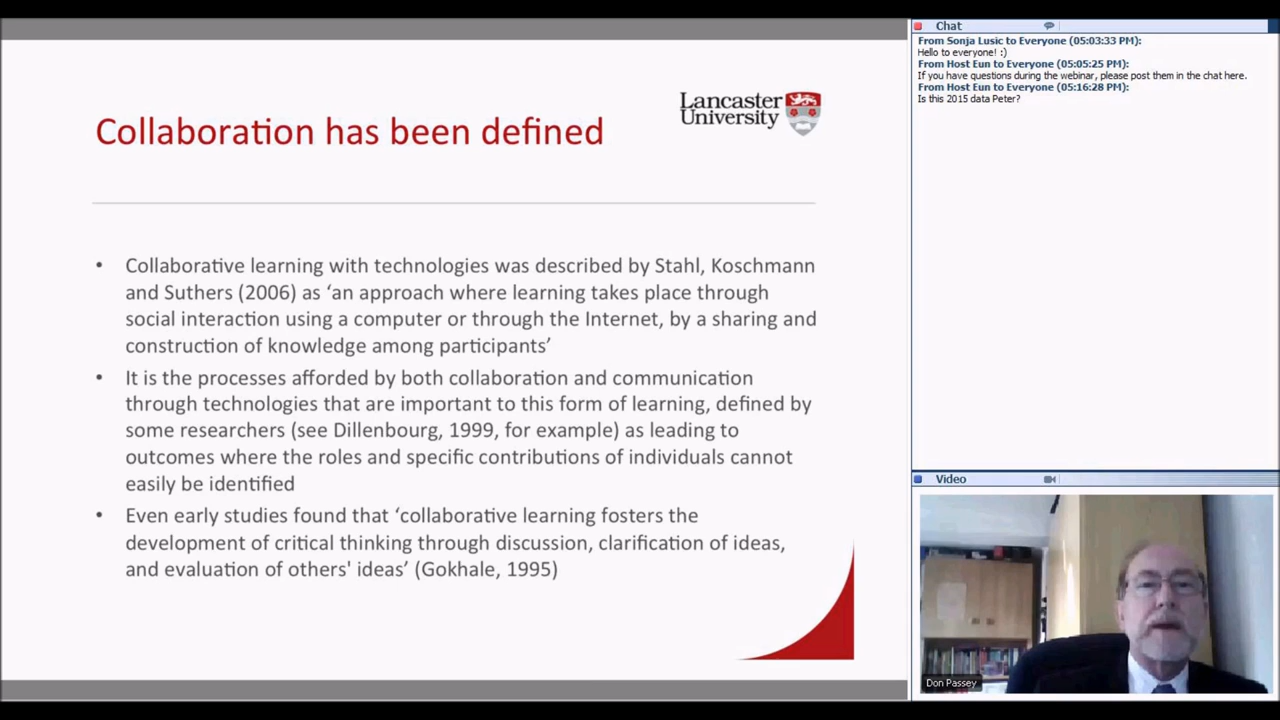 Collaboration has been defined
Lancaster
University
• Collaborative learning with technologies was described by Stahl, Koschmann
and Suthers (2006) as ‘an approach where learning takes place through
social interaction using a computer or through the Internet, by a sharing and
construction of knowledge among participants’
• It is the processes afforded by both collaboration and communication
through technologies that are important to this form of learning, defined by
some researchers (see Dillenbourg, 1999, for example) as leading to
outcomes where the roles and specific contributions of individuals cannot
easily be identified
• Even early studies found that ‘collaborative learning fosters the
development of critical thinking through discussion, clarification of ideas,
and evaluation of others' ideas’ (Gokhale, 1995)
Chat
From Sonja Lusic to Everyone (05:03:33 PM):
Hello to everyone! :)
From Host Eun to Everyone (05:05:25 PM):
If you have questions during the webinar, please post them in the chat here.
From Host Eun to Everyone (05:16:28 PM):
Is this 2015 data Peter?
Video
Don Passey